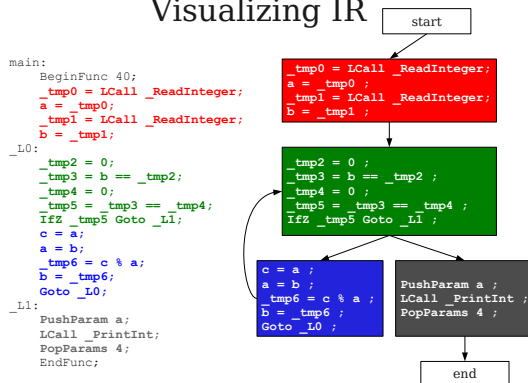 Visualizing IR
main:
BeginFunc 40;
_tmp0 = LCall _ReadInteger;
a = _tmp0;
_tmp1 = LCall _ReadInteger;
b = _tmp1;
_L0:
_tmp2 = 0;
_tmp3 = b == _tmp2;
_tmp4 = 0;
_tmp5 = _tmp3 == _tmp4;
IfZ _tmp5 Goto _L1;
c = a;
a = b;
_tmp6 = c % a;
b = _tmp6;
Goto _L0;
_L1:
PushParam a;
LCall _PrintInt;
PopParams 4;
EndFunc;
start
_tmp0 = LCall _ReadInteger;
a = _tmp0 ;
_tmp1 = LCall _ReadInteger;
b = _tmp1 ;
_tmp2 = 0 ;
_tmp3 = b == _tmp2 ;
_tmp4 = 0 ;
_tmp5 = _tmp3 == _tmp4 ;
IfZ _tmp5 Goto _L1 ;
c = a ;
a = b ;
_tmp6 = c % a ;
b = _tmp6 ;
Goto _L0 ;
PushParam a ;
LCall _PrintInt ;
PopParams 4 ;
end